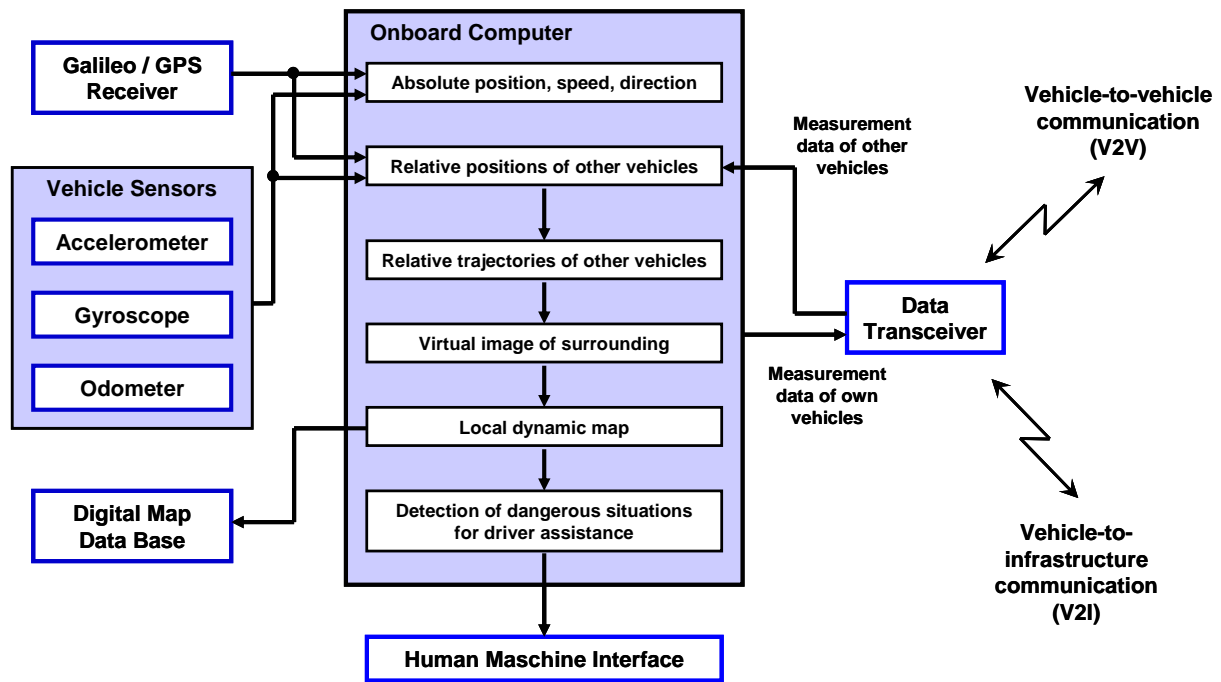 Onboard Computer
Galileo / GPS
Receiver
Absolute position, speed, direction
Vehicle-to-vehicle
communication
(V2V)
Measurement
data of other
vehicles
Relative positions of other vehicles
Vehicle Sensors
Accelerometer
Gyroscope
Odometer
Relative trajectories of other vehicles
Data
Transceiver
Virtual image of surrounding
Measurement
data of own
vehicles
Local dynamic map
Digital Map
Data Base
Detection of dangerous situations
for driver assistance
Vehicle-to-
infrastructure
communication
(V2I)
Human Maschine Interface